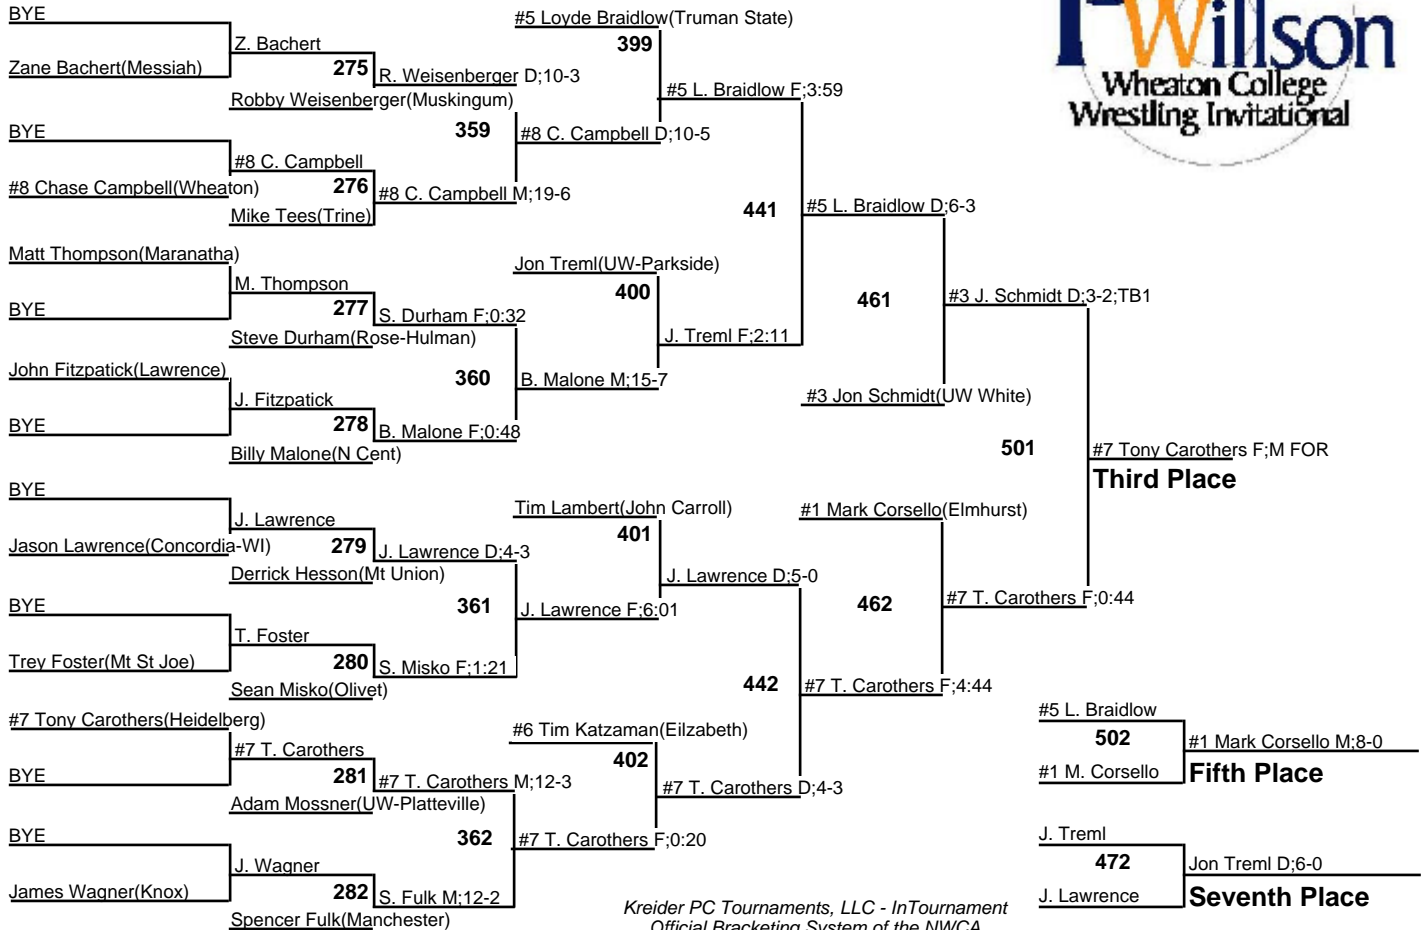 BYE
#5 Loyde Braidlow(Truman State)
Willson
Wheaton College
Wrestling Invitational
Z. Bachert
399
Zane Bachert(Messiah)
275
R. Weisenberger D;10-3
#5 L. Braidlow F;3:59
Robby Weisenberger(Muskingum)
BYE
359
#8 C. Campbell D;10-5
#8 C. Campbell
#8 Chase Campbell(Wheaton)
276
#8 C. Campbell M;19-6
Mike Tees(Trine)
441
#5 L. Braidlow D;6-3
Matt Thompson(Maranatha)
Jon Treml(UW-Parkside)
M. Thompson
400
461
#3 J. Schmidt D;3-2;TB1
BYE
277
S. Durham F;0:32
Steve Durham(Rose-Hulman)
J. Treml F;2:11
John Fitzpatick(Lawrence)
360
B. Malone M;15-7
J. Fitzpatick
#3 Jon Schmidt(UW White)
BYE
278
B. Malone F;0:48
Billy Malone(N Cent)
501
#7 Tony Carothers F;M FOR
Third Place
BYE
Tim Lambert(John Carroll)
#1 Mark Corsello(Elmhurst)
J. Lawrence
401
Jason Lawrence(Concordia-WI)
279
J. Lawrence D;4-3
Derrick Hesson(Mt Union)
J. Lawrence D;5-0
BYE
361
J. Lawrence F;6:01
462
#7 T. Carothers F;0:44
T. Foster
Trey Foster(Mt St Joe)
280
S. Misko F;1:21
Sean Misko(Olivet)
442
#7 T. Carothers F;4:44
#7 Tony Carothers(Heidelberg)
#6 Tim Katzaman(Eilzabeth)
#5 L. Braidlow
#7 T. Carothers
402
502
#1 Mark Corsello M;8-0
BYE
281
#7 T. Carothers M;12-3
#7 T. Carothers D;4-3
#1 M. Corsello
Fifth Place
Adam Mossner(UW-Platteville)
BYE
362
#7 T. Carothers F;0:20
J. Treml
J. Wagner
472
Jon Treml D;6-0
James Wagner(Knox)
282
S. Fulk M;12-2
J. Lawrence
Seventh Place
Spencer Fulk(Manchester)
Kreider PC Tournaments, LLC - InTournament
Official Bracketing System of the NWCA